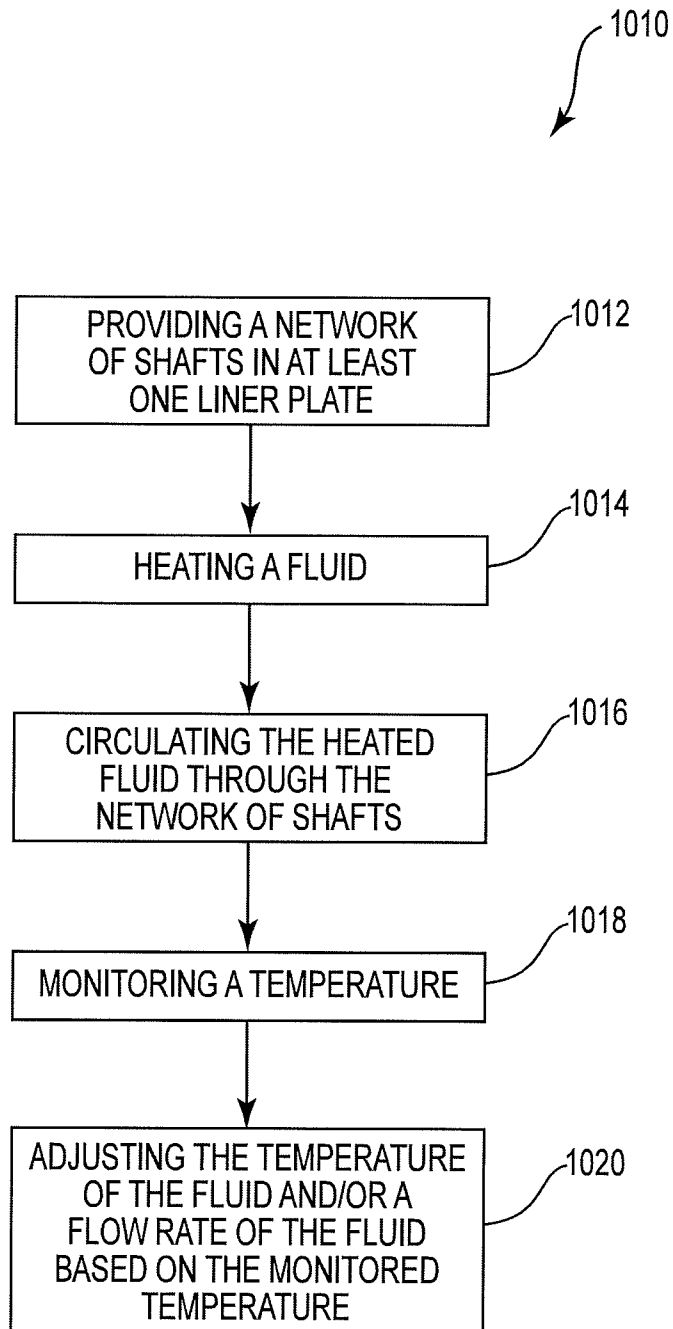 1010
PROVIDING A NETWORK
OF SHAFTS IN AT LEAST
ONE LINER PLATE
1012
HEATING A FLUID
1014
CIRCULATING THE HEATED
FLUID THROUGH THE
NETWORK OF SHAFTS
1016
MONITORING A TEMPERATURE
1018
ADJUSTING THE TEMPERATURE
OF THE FLUID AND/OR A
FLOW RATE OF THE FLUID
BASED ON THE MONITORED
TEMPERATURE
1020